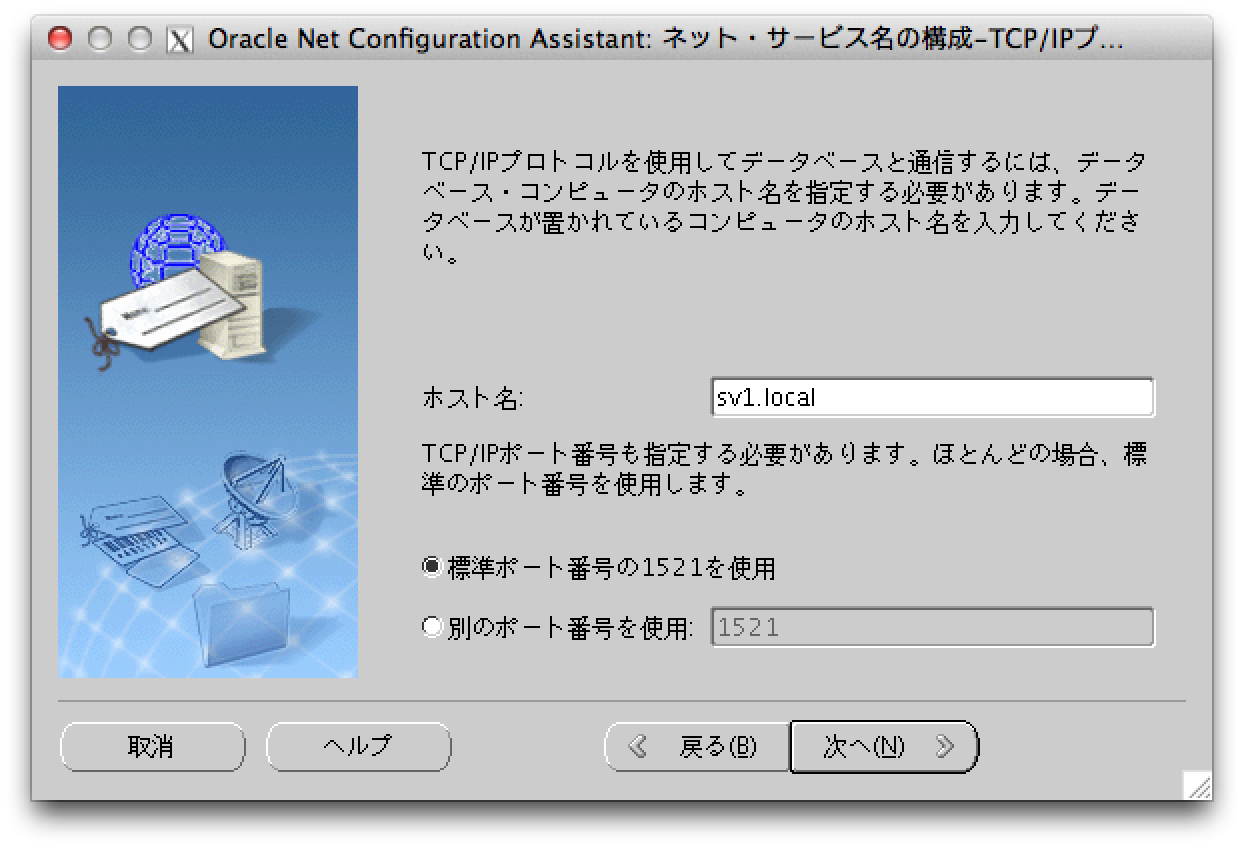 X Oracle Net Configuration Assistant: ネット・サービス名の構成-TCP/IPプ...
TCP/IPプロトコルを使用してデータベースと通信するには、データ
ベース・コンピュータのホスト名を指定する必要があります。デー
タベースが置かれているコンピュータのホスト名を入力してくださ
い。
ホスト名: sv1.local
TCP/IPポート番号も指定する必要があります。ほとんどの場合、標
準のポート番号を使用します。
標準ポート番号の1521を使用
別のポート番号を使用: 1521
取消 ヘルプ 戻る(B) 次へ(N)